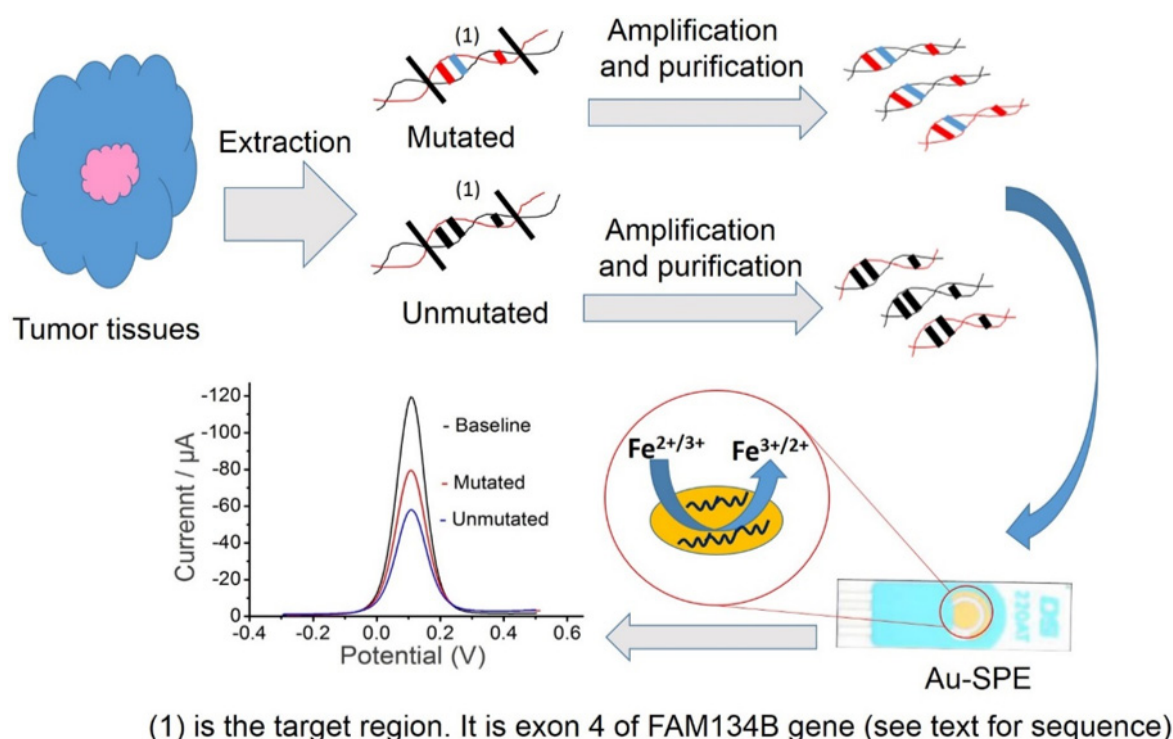 (1)
Amplification
and purification
Extraction
Mutated
(1)
Amplification
and purification
Unmutated
Tumor tissues
Currennt / µA
-120
-100
-80
-60
-40
-20
0
-0.4
-0.2
0.0
0.2
0.4
0.6
Potential (V)
- Baseline
- Mutated
- Unmutated
Fe2+/3+
Fe3+/2+
DS
220AT
Au-SPE
(1) is the target region. It is exon 4 of FAM134B gene (see text for sequence)